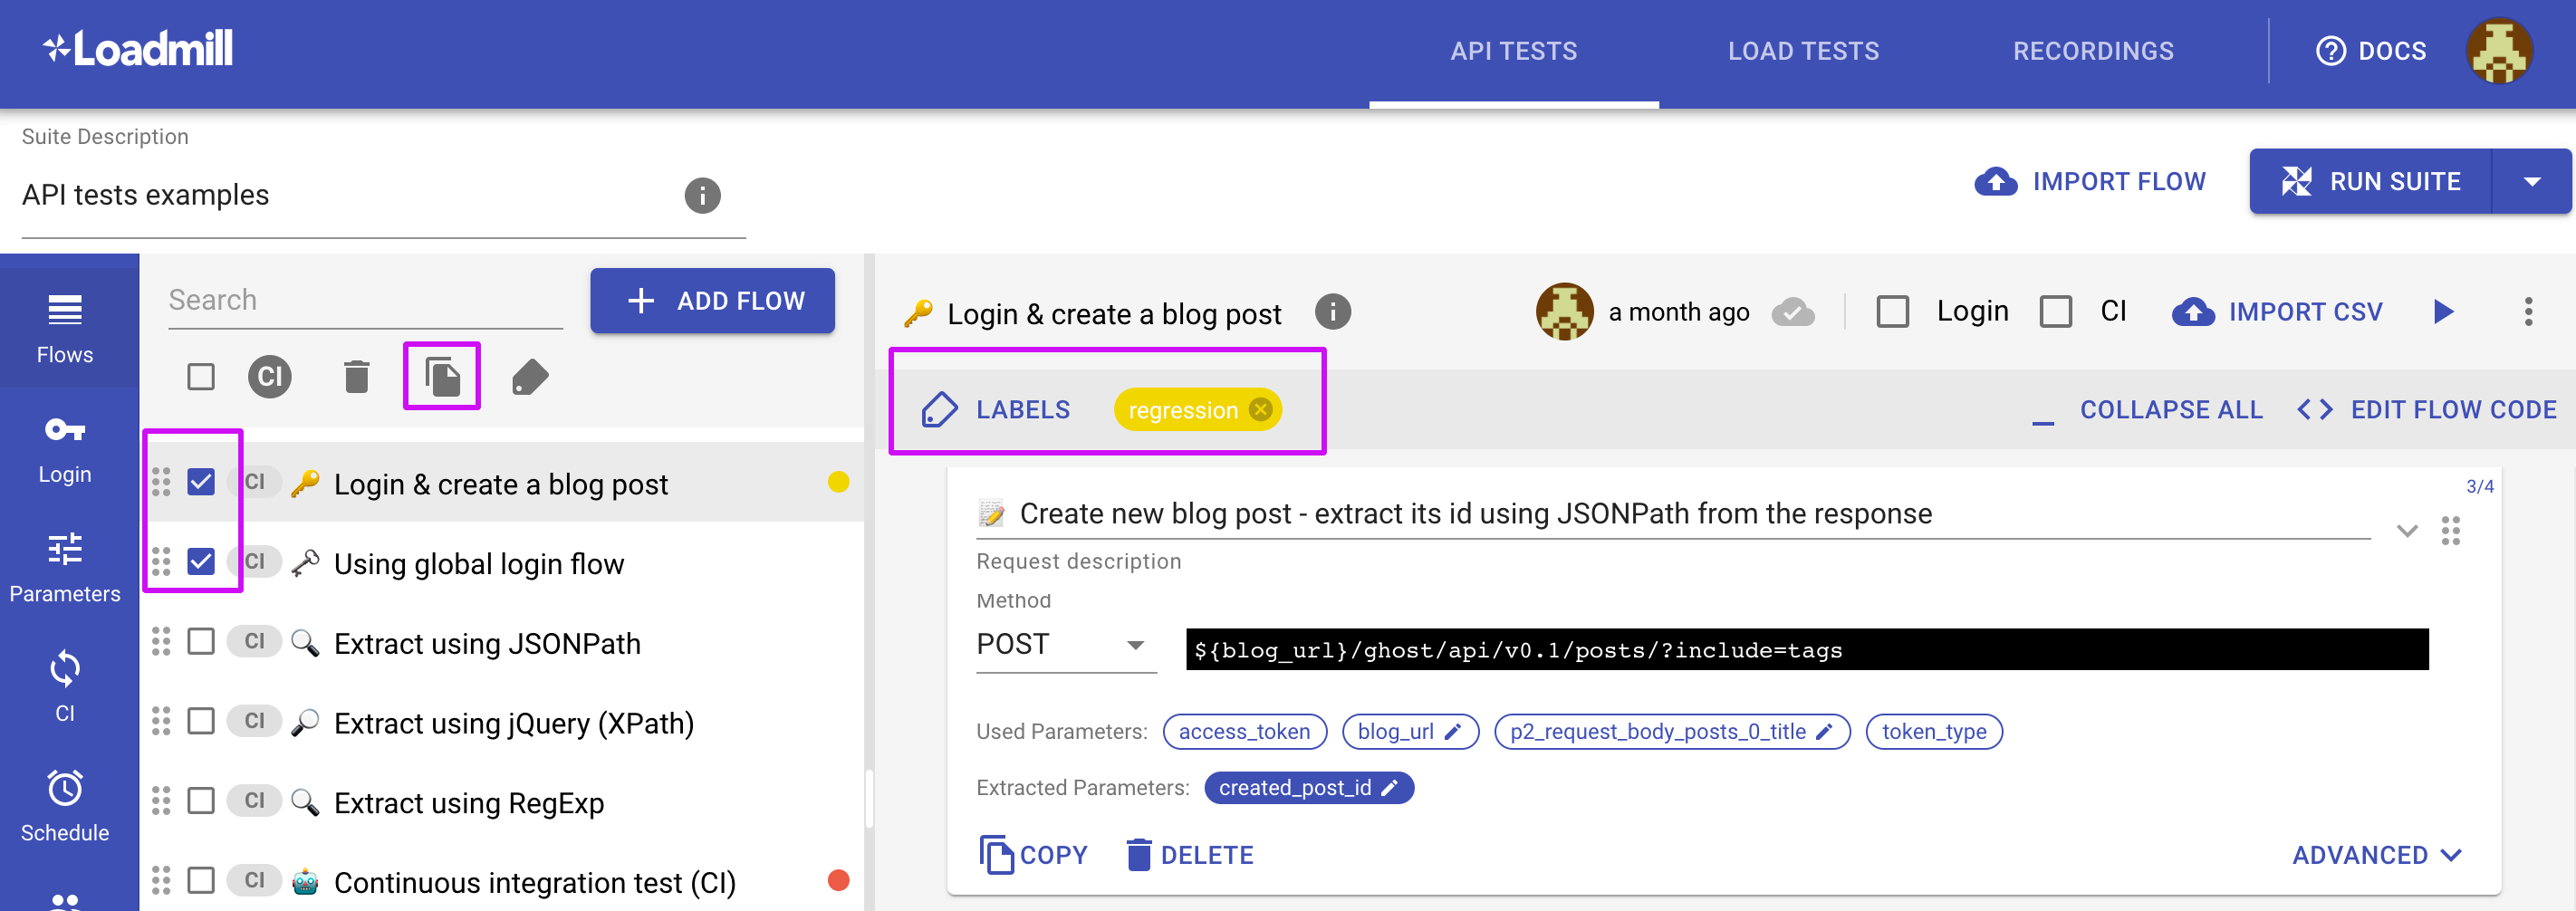 Loadmill
API TESTS
LOAD TESTS
RECORDINGS
DOCS
Suite Description
API tests examples
IMPORT FLOW
RUN SUITE
Flows
Login
Parameters
CI
Schedule
Search
ADD FLOW
CI
CI Login & create a blog post
CI Using global login flow
CI Extract using JSONPath
CI Extract using jQuery (XPath)
CI Extract using RegExp
CI Continuous integration test (CI)
Login & create a blog post
a month ago
Login
CI
IMPORT CSV
LABELS
regression
COLLAPSE ALL
EDIT FLOW CODE
3/4
Create new blog post - extract its id using JSONPath from the response
Request description
Method
POST
${blog_url}/ghost/api/v0.1/posts/?include=tags
Used Parameters: access_token blog_url p2_request_body_posts_0_title token_type
Extracted Parameters: created_post_id
COPY
DELETE
ADVANCED